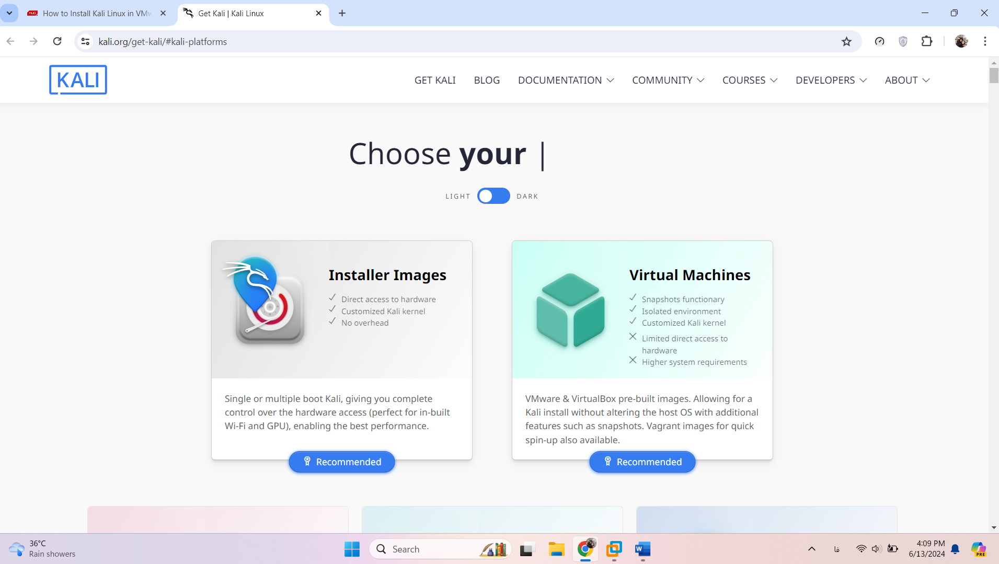 How to Install Kali Linux in VMw
Get Kali | Kali Linux
kali.org/get-kali/#kali-platforms
KALI
GET KALI
BLOG
DOCUMENTATION
COMMUNITY
COURSES
DEVELOPERS
ABOUT
Choose your |
LIGHT
DARK
Installer Images
Direct access to hardware
Customized Kali kernel
No overhead
Single or multiple boot Kali, giving you complete
control over the hardware access (perfect for in-built
Wi-Fi and GPU), enabling the best performance.
Recommended
Virtual Machines
Snapshots functionary
Isolated environment
Customized Kali kernel
Limited direct access to
hardware
Higher system requirements
VMware & VirtualBox pre-built images. Allowing for a
Kali install without altering the host OS with additional
features such as snapshots. Vagrant images for quick
spin-up also available.
Recommended
36°C
Rain showers
Search
W
فا
4:09 PM
6/13/2024
PRE